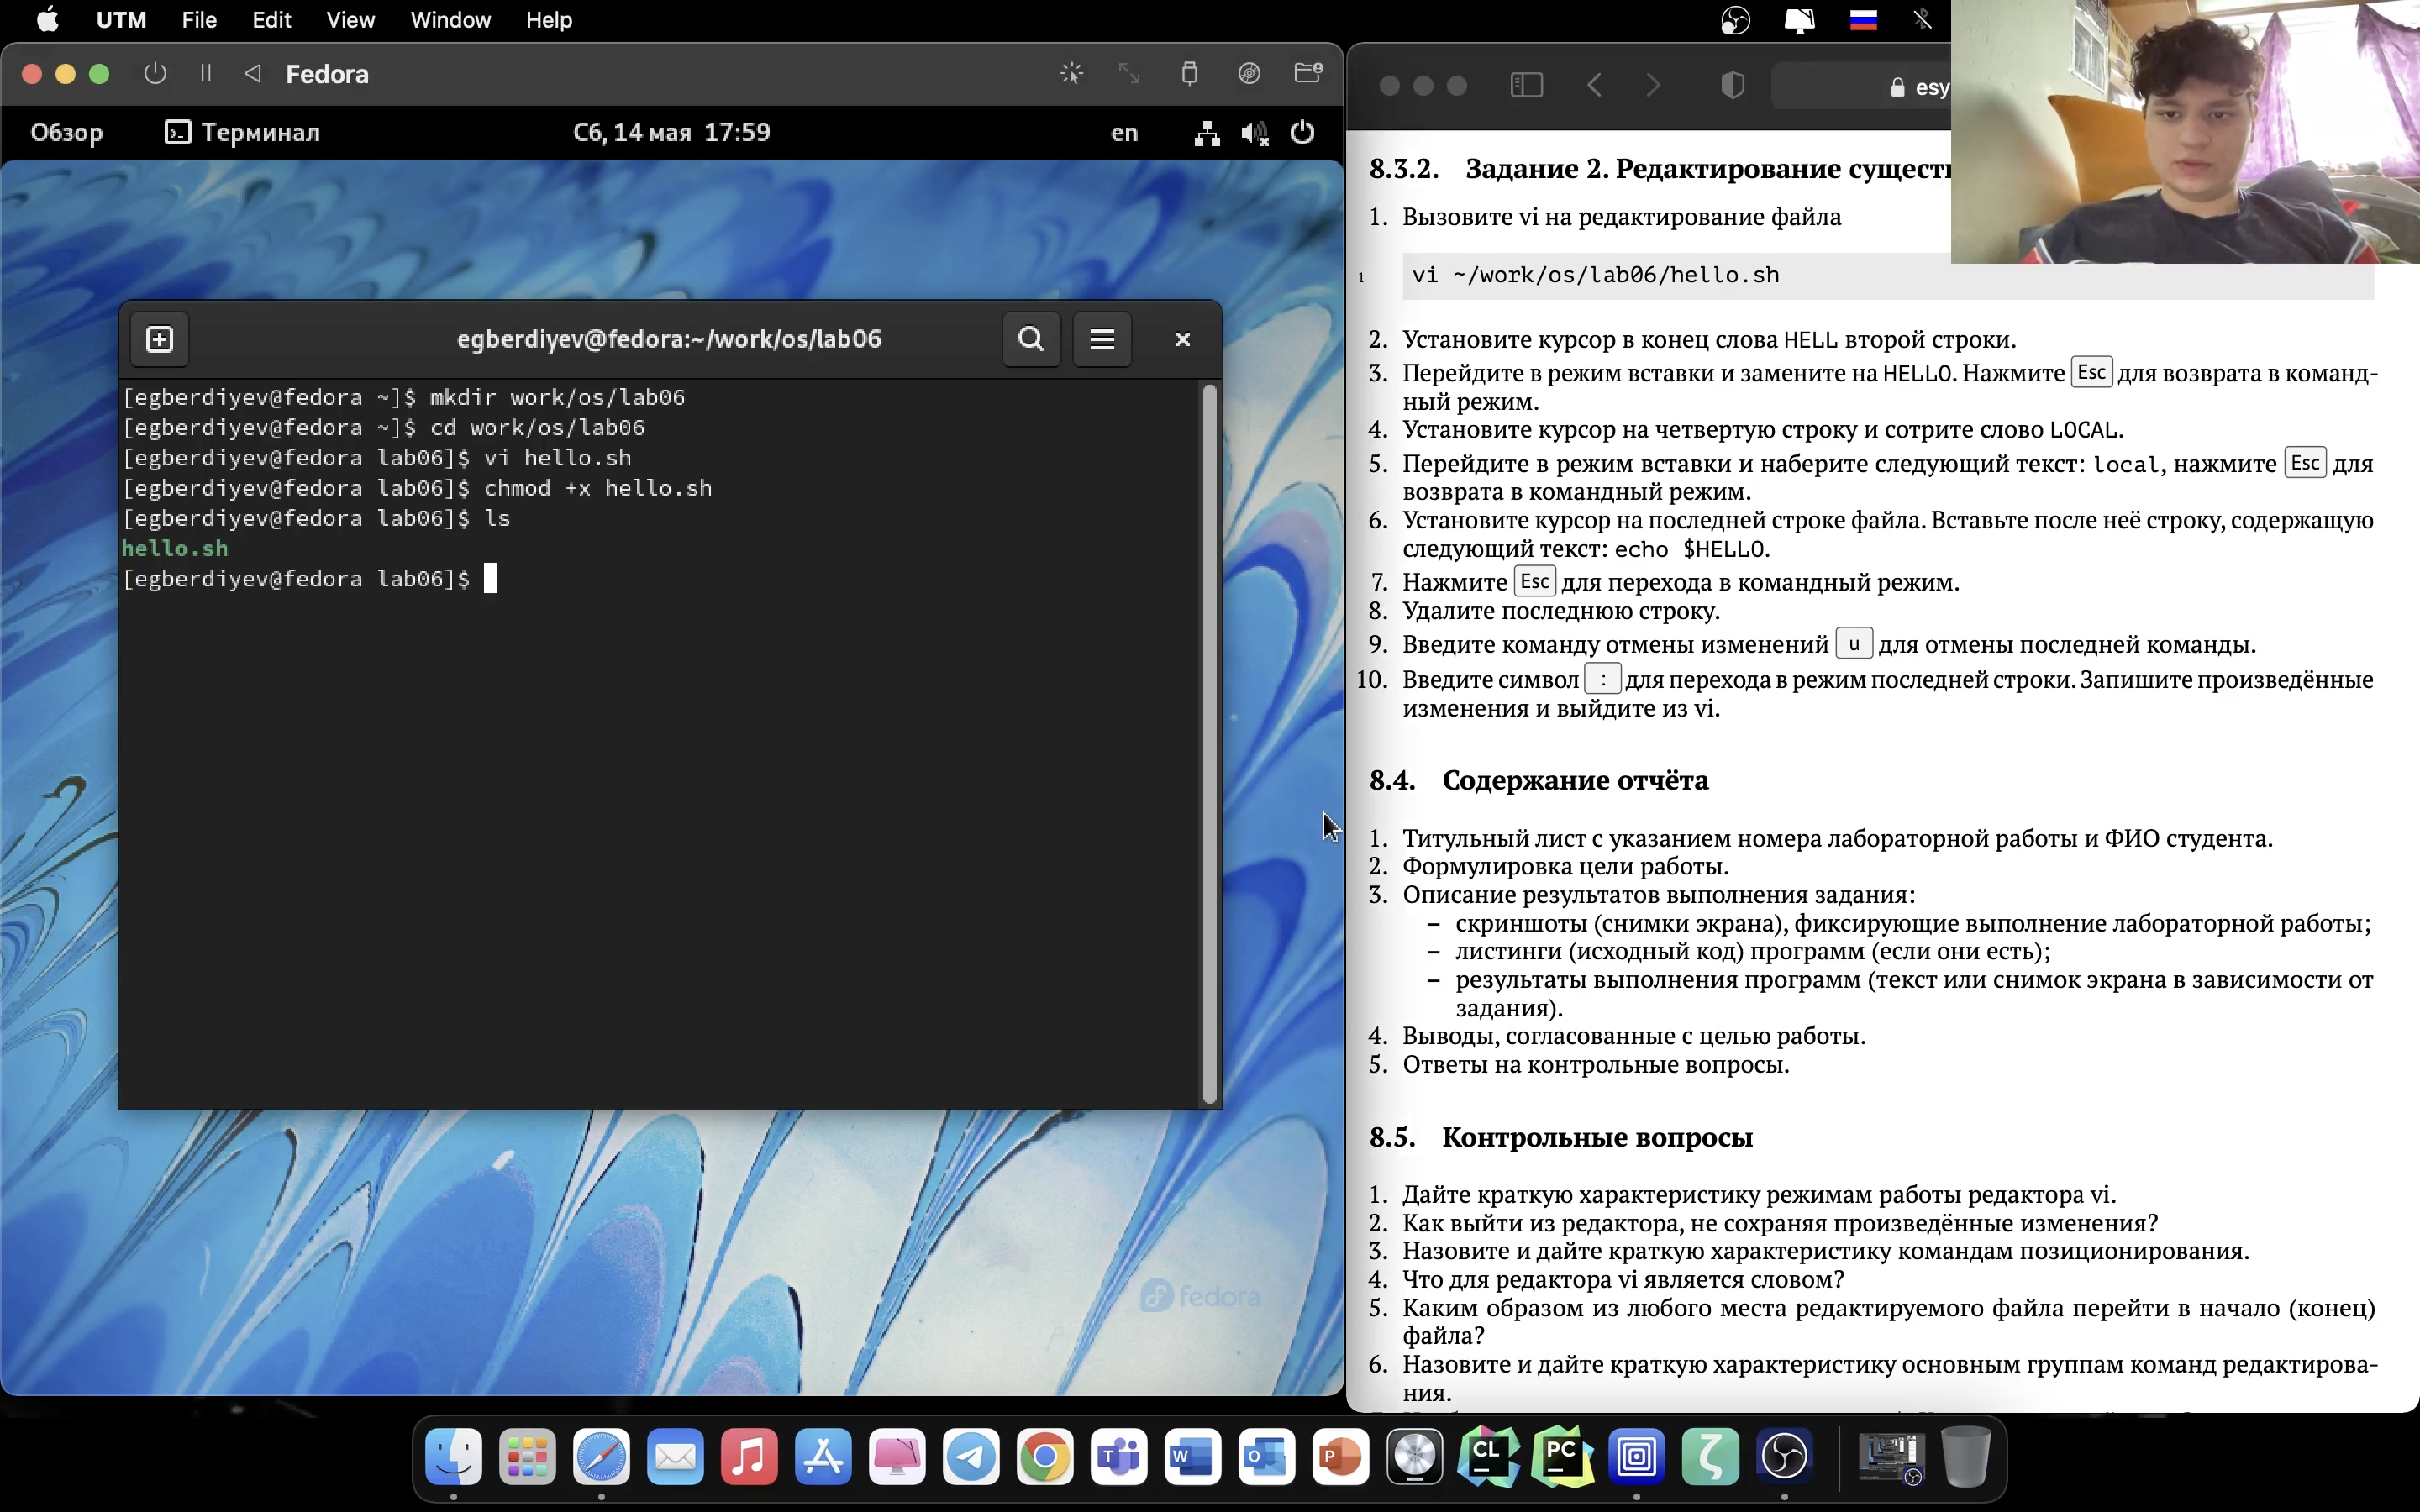 UTM File Edit View Window Help
Fedora
Обзор Терминал Сб, 14 мая 17:59 en
egberdiyev@fedora:~/work/os/lab06
[egberdiyev@fedora ~]$ mkdir work/os/lab06
[egberdiyev@fedora ~]$ cd work/os/lab06
[egberdiyev@fedora lab06]$ vi hello.sh
[egberdiyev@fedora lab06]$ chmod +x hello.sh
[egberdiyev@fedora lab06]$ ls
hello.sh
[egberdiyev@fedora lab06]$
fedora
esy
8.3.2. Задание 2. Редактирование
1. Вызовите vi на редактирование файла
1 vi ~/work/os/lab06/hello.sh
2. Установите курсор в конец слова HELL второй строки.
3. Перейдите в режим вставки и замените на HELLO. Нажмите Esc для возврата в команд-
ный режим.
4. Установите курсор на четвертую строку и сотрите слово LOCAL.
5. Перейдите в режим вставки и наберите следующий текст: local, нажмите Esc для
возврата в командный режим.
6. Установите курсор на последней строке файла. Вставьте после неё строку, содержащую
следующий текст: echo $HELLO.
7. Нажмите Esc для перехода в командный режим.
8. Удалите последнюю строку.
9. Введите команду отмены изменений u для отмены последней команды.
10. Введите символ : для перехода в режим последней строки. Запишите произведённые
изменения и выйдите из vi.
8.4. Содержание отчёта
1. Титульный лист с указанием номера лабораторной работы и ФИО студента.
2. Формулировка цели работы.
3. Описание результатов выполнения задания:
– скриншоты (снимки экрана), фиксирующие выполнение лабораторной работы;
– листинги (исходный код) программ (если они есть);
– результаты выполнения программ (текст или снимок экрана в зависимости от
задания).
4. Выводы, согласованные с целью работы.
5. Ответы на контрольные вопросы.
8.5. Контрольные вопросы
1. Дайте краткую характеристику режимам работы редактора vi.
2. Как выйти из редактора, не сохраняя произведённые изменения?
3. Назовите и дайте краткую характеристику командам позиционирования.
4. Что для редактора vi является словом?
5. Каким образом из любого места редактируемого файла перейти в начало (конец)
файла?
6. Назовите и дайте краткую характеристику основным группам команд редактирова-
ния.
CL PC